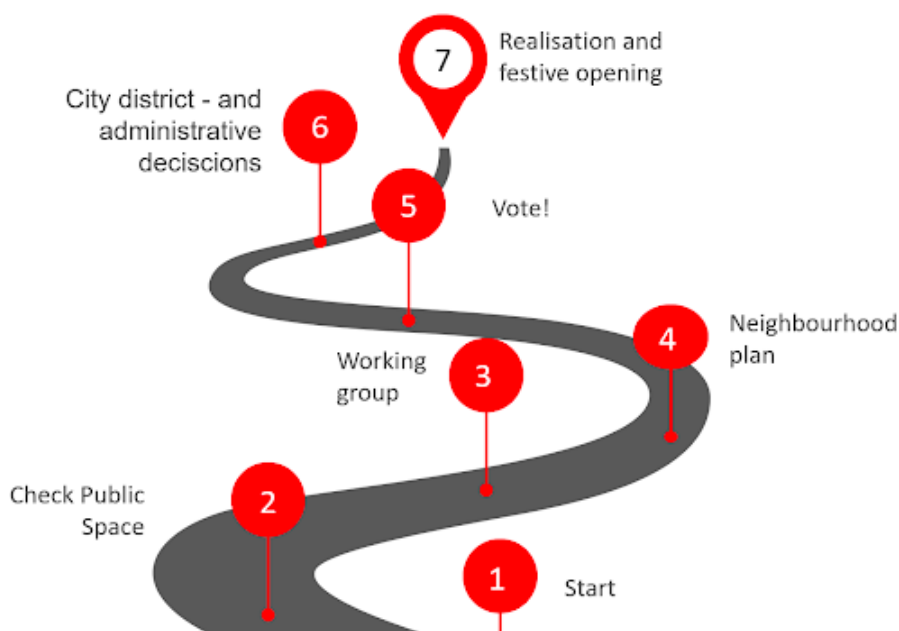 7
Realisation and
festive opening
City district - and
administrative
deciscions
6
5
Vote!
4
Neighbourhood
plan
Working
group
3
Check Public
Space
2
1
Start